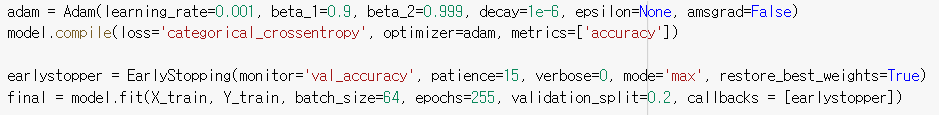 adam = Adam(learning_rate=0.001, beta_1=0.9, beta_2=0.999, decay=1e-6, epsilon=None, amsgrad=False)
model.compile(loss='categorical_crossentropy', optimizer=adam, metrics=['accuracy'])
earlystopper = EarlyStopping(monitor='val_accuracy', patience=15, verbose=0, mode='max', restore_best_weights=True)
final = model.fit(X_train, Y_train, batch_size=64, epochs=255, validation_split=0.2, callbacks = [earlystopper])